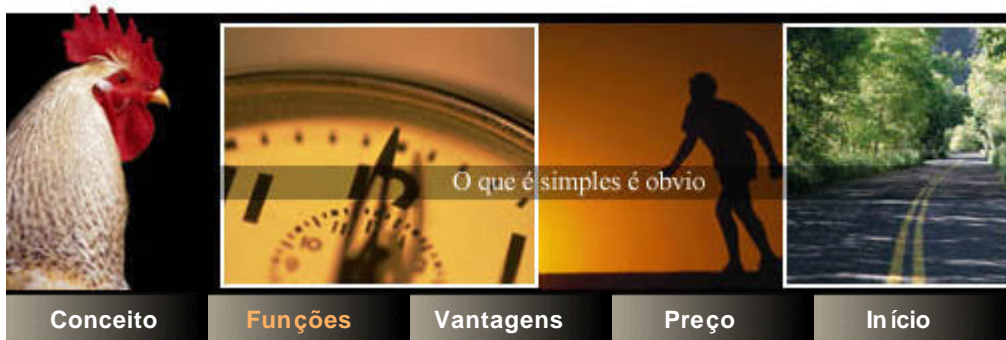 O que é simples é obvio
Conceito Funções Vantagens Preço Início